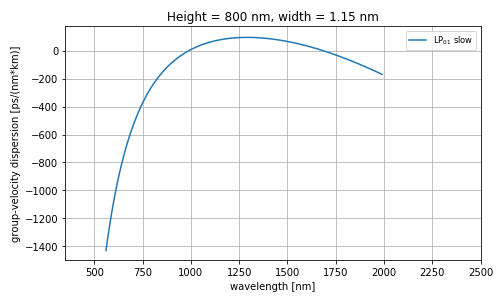 Height = 800 nm, width = 1.15 nm
LP₀₁ slow
group-velocity dispersion [ps/(nm*km)]
0
−200
−400
−600
−800
−1000
−1200
−1400
500 750 1000 1250 1500 1750 2000 2250 2500
wavelength [nm]